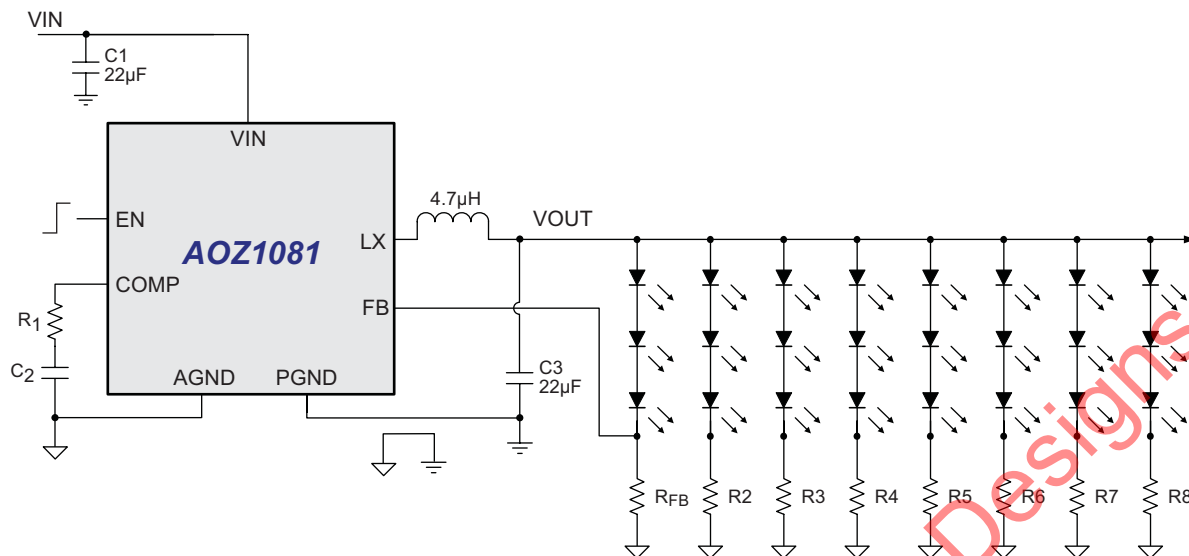 VIN
C1
22µF
VIN
EN
4.7µH
VOUT
LX
AOZ1081
COMP
FB
R1
C2
AGND
PGND
C3
22µF
RFB
R2
R3
R4
R5
R6
R7
R8
Designs